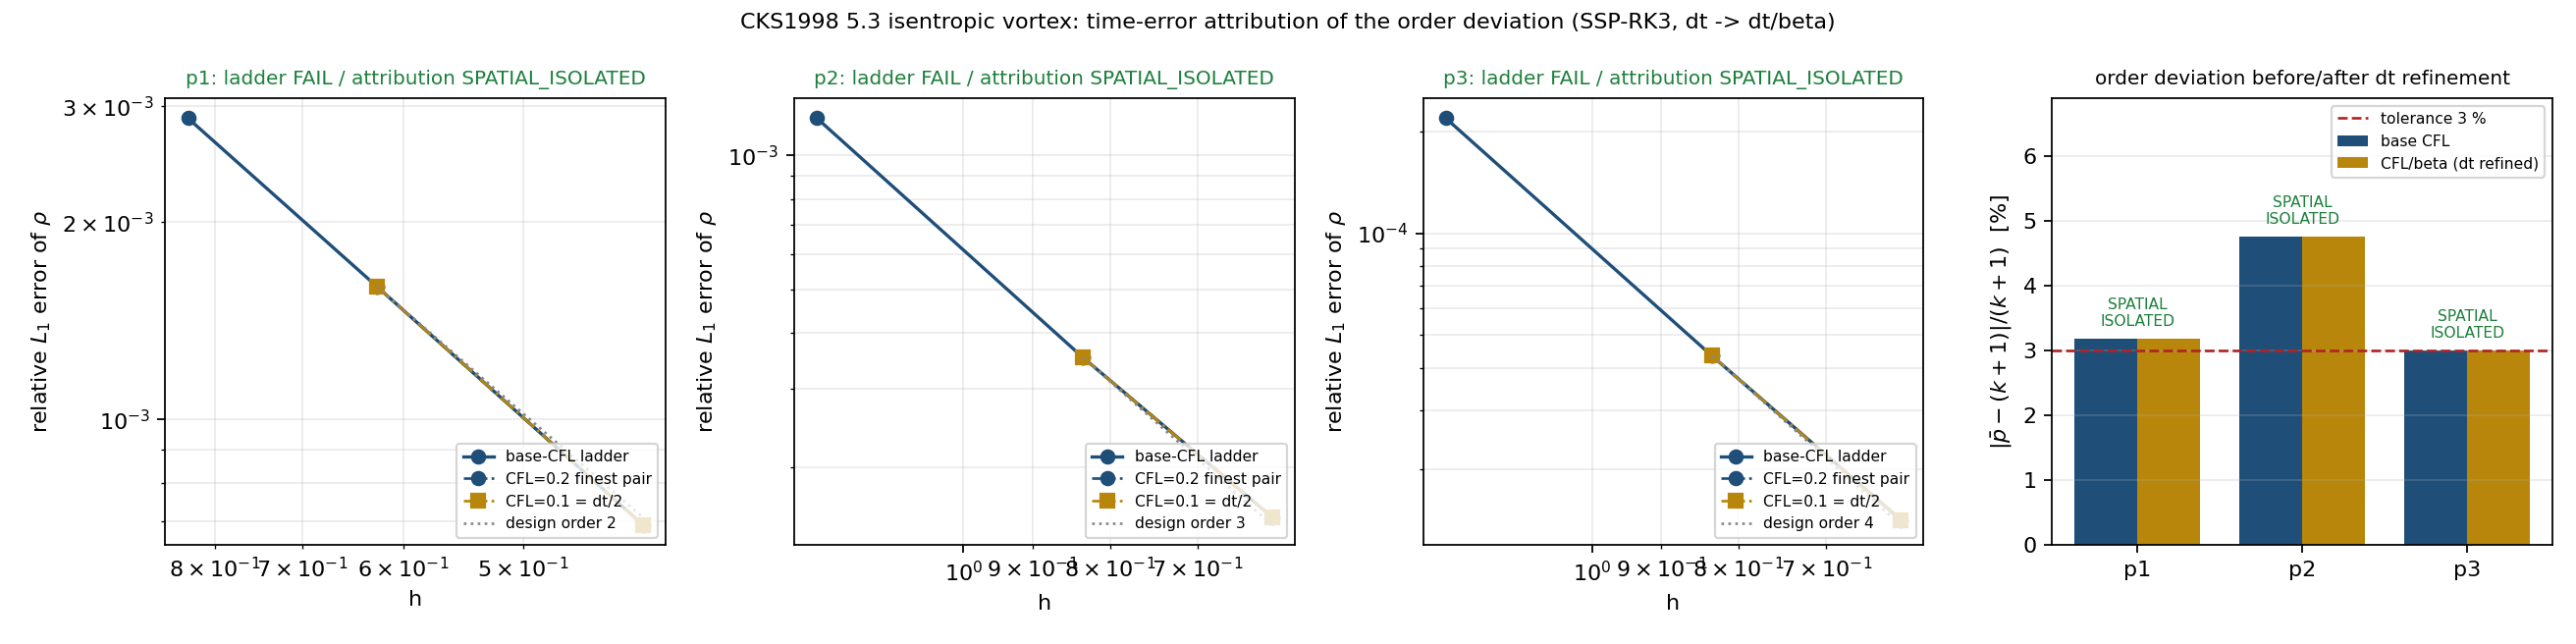 CKS1998 5.3 isentropic vortex: time-error attribution of the order deviation (SSP-RK3, dt -> dt/beta)
p1: ladder FAIL / attribution SPATIAL_ISOLATED
3 × 10⁻³
2 × 10⁻³
10⁻³
relative L₁ error of ρ
8 × 10⁻¹
7 × 10⁻¹
6 × 10⁻¹
5 × 10⁻¹
h
base-CFL ladder
CFL=0.2 finest pair
CFL=0.1 = dt/2
design order 2
p2: ladder FAIL / attribution SPATIAL_ISOLATED
10⁻³
relative L₁ error of ρ
10⁰
9 × 10⁻¹
8 × 10⁻¹
7 × 10⁻¹
h
base-CFL ladder
CFL=0.2 finest pair
CFL=0.1 = dt/2
design order 3
p3: ladder FAIL / attribution SPATIAL_ISOLATED
10⁻⁴
relative L₁ error of ρ
10⁰
9 × 10⁻¹
8 × 10⁻¹
7 × 10⁻¹
h
base-CFL ladder
CFL=0.2 finest pair
CFL=0.1 = dt/2
design order 4
order deviation before/after dt refinement
tolerance 3 %
base CFL
CFL/beta (dt refined)
6
5
4
3
2
1
0
|p̄ − (k + 1)|/(k + 1) [%]
SPATIAL
ISOLATED
SPATIAL
ISOLATED
SPATIAL
ISOLATED
p1
p2
p3